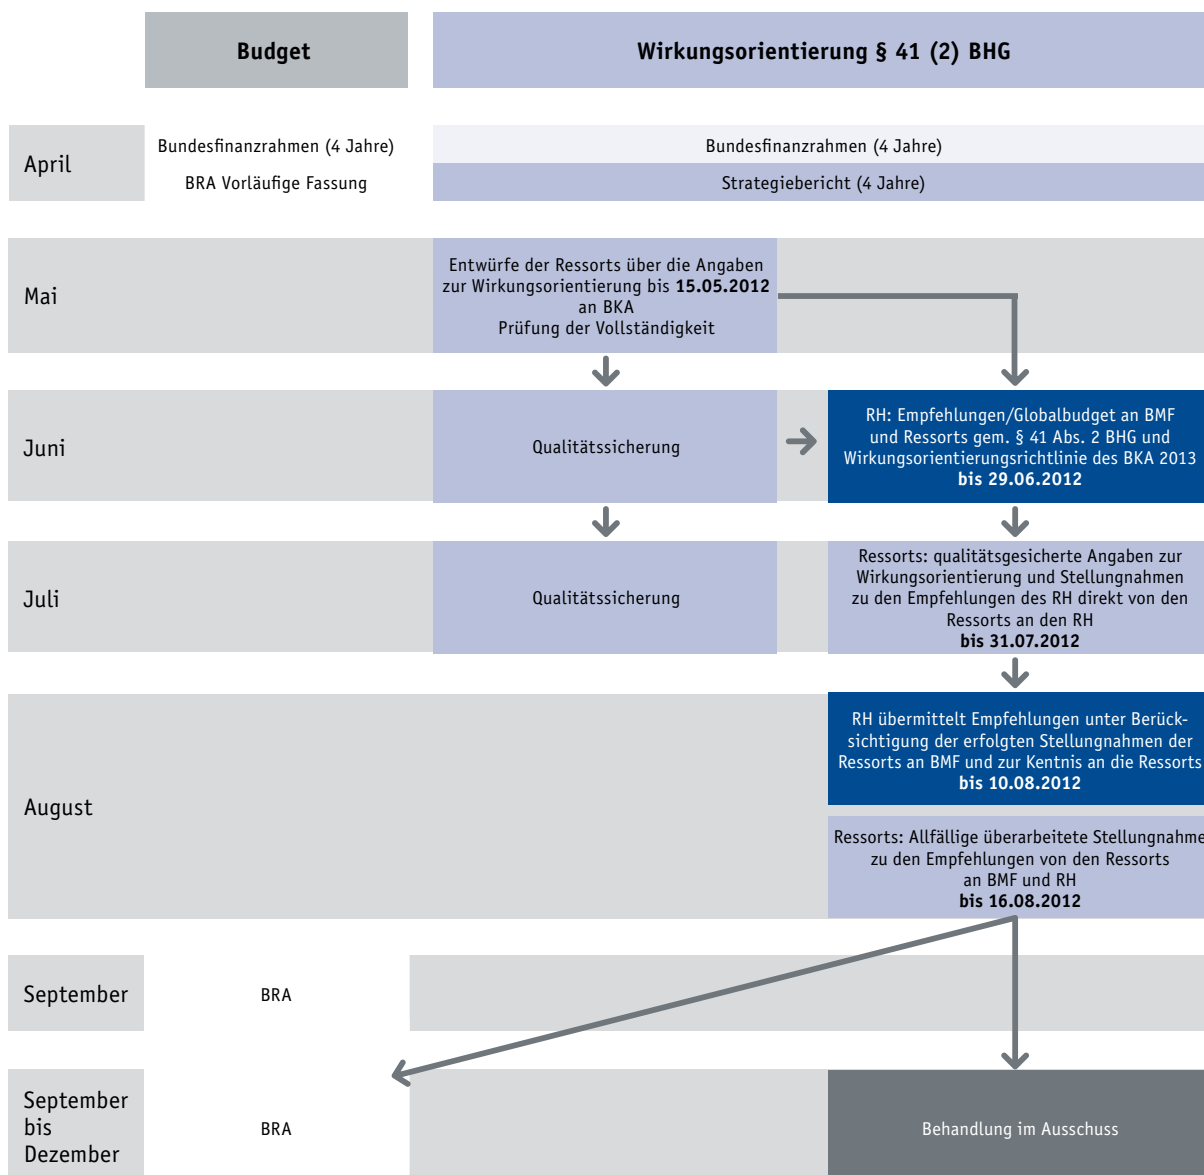 Budget
Wirkungsorientierung § 41 (2) BHG
April
Bundesfinanzrahmen (4 Jahre)
BRA Vorläufige Fassung
Bundesfinanzrahmen (4 Jahre)
Strategiebericht (4 Jahre)
Mai
Entwürfe der Ressorts über die Angaben
zur Wirkungsorientierung bis 15.05.2012
an BKA
Prüfung der Vollständigkeit
Juni
Qualitätssicherung
RH: Empfehlungen/Globalbudget an BMF
und Ressorts gem. § 41 Abs. 2 BHG und
Wirkungsorientierungsrichtlinie des BKA 2013
bis 29.06.2012
Juli
Qualitätssicherung
Ressorts: qualitätsgesicherte Angaben zur
Wirkungsorientierung und Stellungnahmen
zu den Empfehlungen des RH direkt von den
Ressorts an den RH
bis 31.07.2012
August
RH übermittelt Empfehlungen unter Berück-
sichtigung der erfolgten Stellungnahmen der
Ressorts an BMF und zur Kentnis an die Ressorts
bis 10.08.2012
Ressorts: Allfällige überarbeitete Stellungnahme
zu den Empfehlungen von den Ressorts
an BMF und RH
bis 16.08.2012
September
BRA
September
bis
Dezember
BRA
Behandlung im Ausschuss